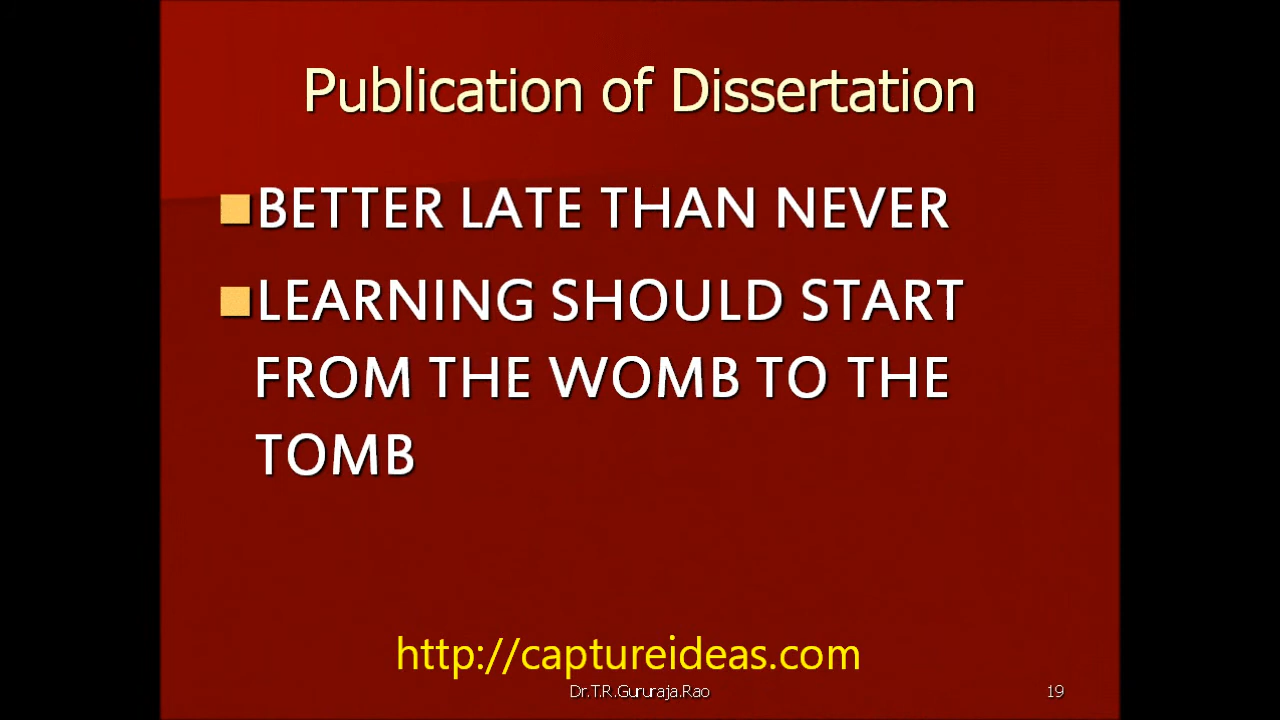 Publication of Dissertation
BETTER LATE THAN NEVER
LEARNING SHOULD START
FROM THE WOMB TO THE
TOMB
http://captureideas.com
Dr.T.R.Gururaja.Rao
19